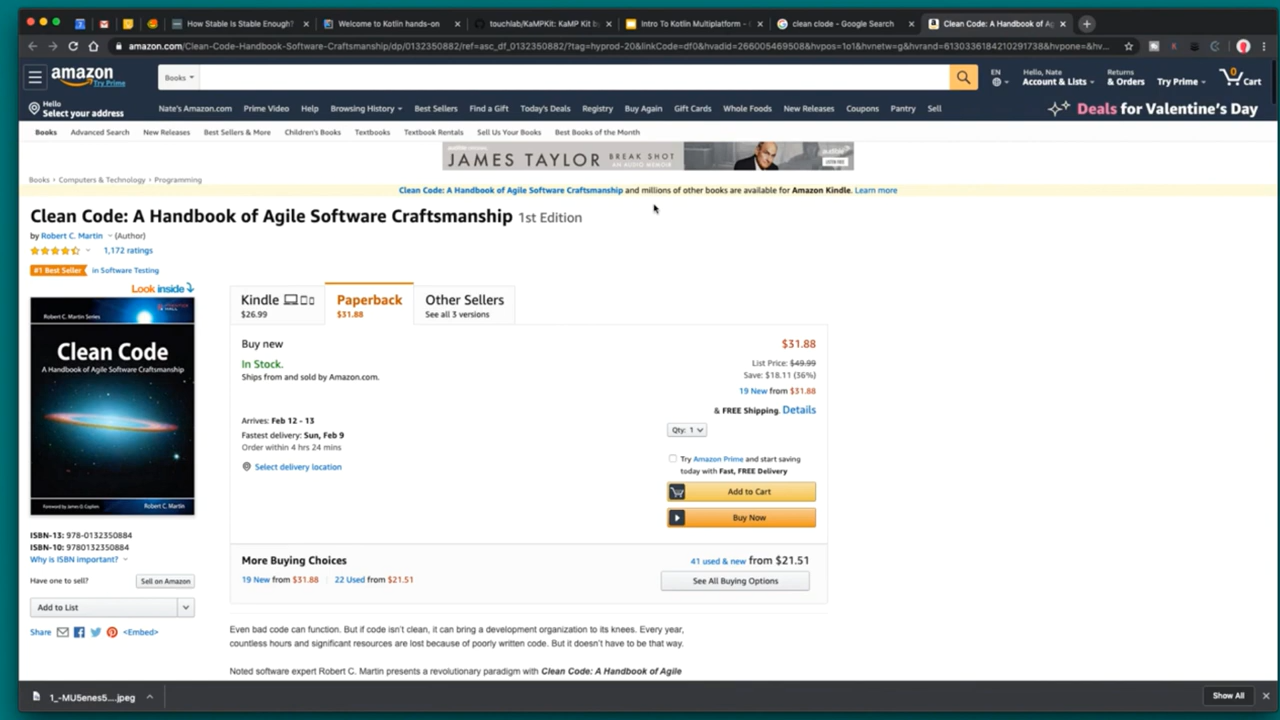 How Stable Is Stable Enough?
Welcome to Kotlin hands-on
touchlab/KaMPKit: KaMP Kit by
Intro To Kotlin Multiplatform -
clean clode - Google Search
Clean Code: A Handbook of Ag
amazon.com/Clean-Code-Handbook-Software-Craftsmanship/dp/0132350882/ref=asc_df_0132350882/?tag=hyprod-20&linkCode=df0&hvadid=266005469508&hvpos=1o1&hvnetw=g&hvrand=6130336184210291738&hvpone=&hv...
amazon
Try Prime
Books
EN
Hello, Nate
Account & Lists
Returns
& Orders
Try Prime
0
Cart
Hello
Select your address
Nate's Amazon.com Prime Video Help Browsing History Best Sellers Find a Gift Today's Deals Registry Buy Again Gift Cards Whole Foods New Releases Coupons Pantry Sell
Deals for Valentine's Day
Books Advanced Search New Releases Best Sellers & More Children's Books Textbooks Textbook Rentals Sell Us Your Books Best Books of the Month
JAMES TAYLOR BREAK SHOT
AN AUDIO MEMOIR
Books › Computers & Technology › Programming
Clean Code: A Handbook of Agile Software Craftsmanship and millions of other books are available for Amazon Kindle. Learn more
Clean Code: A Handbook of Agile Software Craftsmanship 1st Edition
by Robert C. Martin (Author)
1,172 ratings
#1 Best Seller in Software Testing
Look inside
Robert C. Martin Series
Clean Code
A Handbook of Agile Software Craftsmanship
Foreword by James O. Coplien
Robert C. Martin
Kindle
$26.99
Paperback
$31.88
Other Sellers
See all 3 versions
Buy new
$31.88
In Stock.
Ships from and sold by Amazon.com.
List Price: $49.99
Save: $18.11 (36%)
19 New from $31.88
& FREE Shipping. Details
Arrives: Feb 12 - 13
Fastest delivery: Sun, Feb 9
Order within 4 hrs 24 mins
Select delivery location
Qty: 1
Try Amazon Prime and start saving
today with Fast, FREE Delivery
Add to Cart
Buy Now
More Buying Choices
19 New from $31.88 | 22 Used from $21.51
41 used & new from $21.51
See All Buying Options
ISBN-13: 978-0132350884
ISBN-10: 9780132350884
Why is ISBN important?
Have one to sell?
Sell on Amazon
Add to List
Share <Embed>
Even bad code can function. But if code isn't clean, it can bring a development organization to its knees. Every year,
countless hours and significant resources are lost because of poorly written code. But it doesn't have to be that way.
Noted software expert Robert C. Martin presents a revolutionary paradigm with Clean Code: A Handbook of Agile
1_-MU5enes5....jpeg
Show All